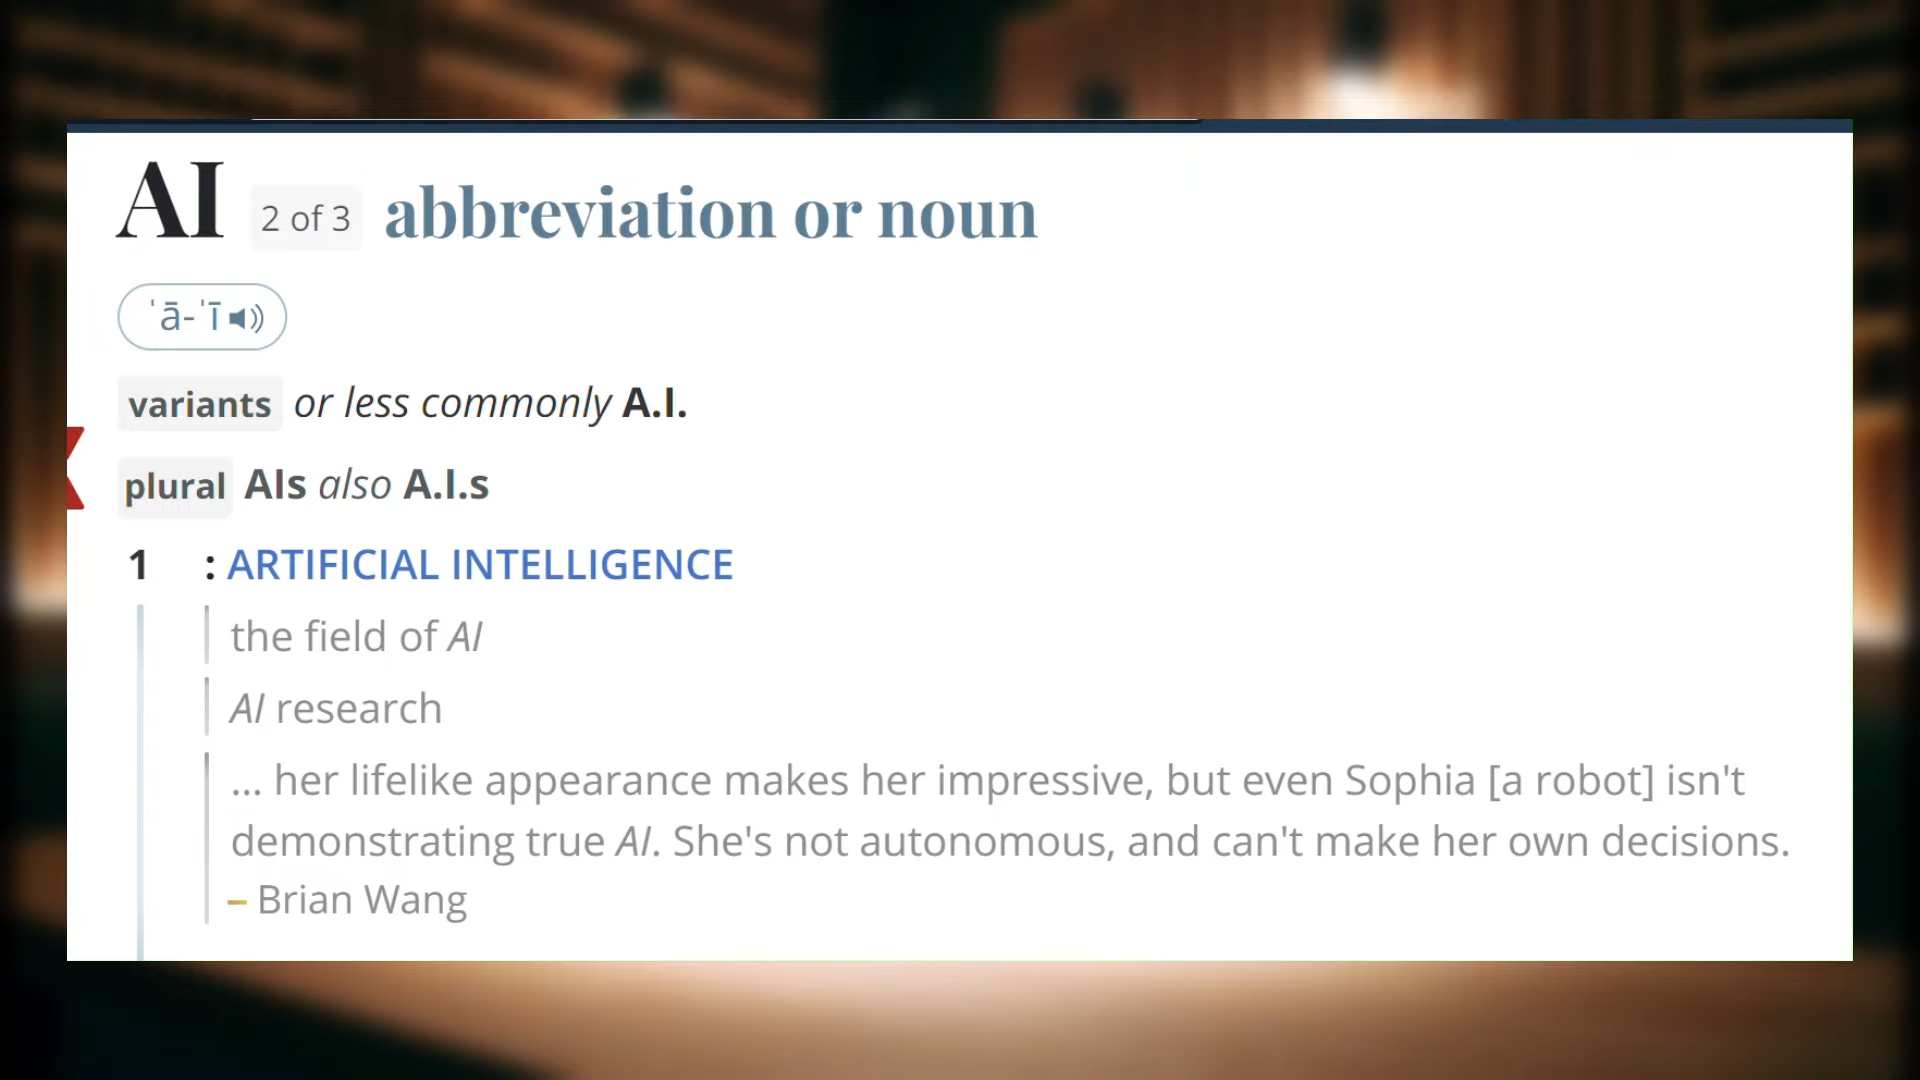 AI 2 of 3 abbreviation or noun
ˈā-ˈī
variants or less commonly A.I.
plural AIs also A.I.s
1 : ARTIFICIAL INTELLIGENCE
the field of AI
AI research
... her lifelike appearance makes her impressive, but even Sophia [a robot] isn't
demonstrating true AI. She's not autonomous, and can't make her own decisions.
– Brian Wang